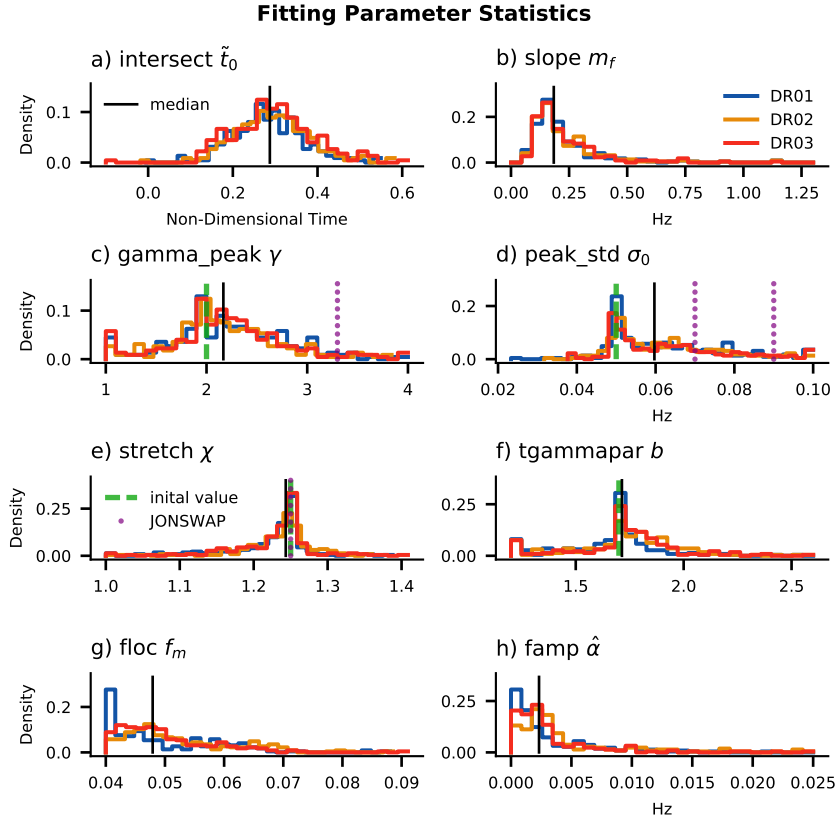 Fitting Parameter Statistics
a) intersect t̃₀
b) slope m_f
Density
0.1
0.0
median
0.0 0.2 0.4 0.6
Non-Dimensional Time
0.2
0.0
DR01
DR02
DR03
0.00 0.25 0.50 0.75 1.00 1.25
Hz
c) gamma_peak γ
d) peak_std σ₀
Density
0.1
0.0
1 2 3 4
0.2
0.0
0.02 0.04 0.06 0.08 0.10
Hz
e) stretch χ
f) tgammapar b
Density
0.25
0.00
inital value
JONSWAP
1.0 1.1 1.2 1.3 1.4
0.25
0.00
1.5 2.0 2.5
g) floc f_m
h) famp α̂
Density
0.2
0.0
0.04 0.05 0.06 0.07 0.08 0.09
0.25
0.00
0.000 0.005 0.010 0.015 0.020 0.025
Hz